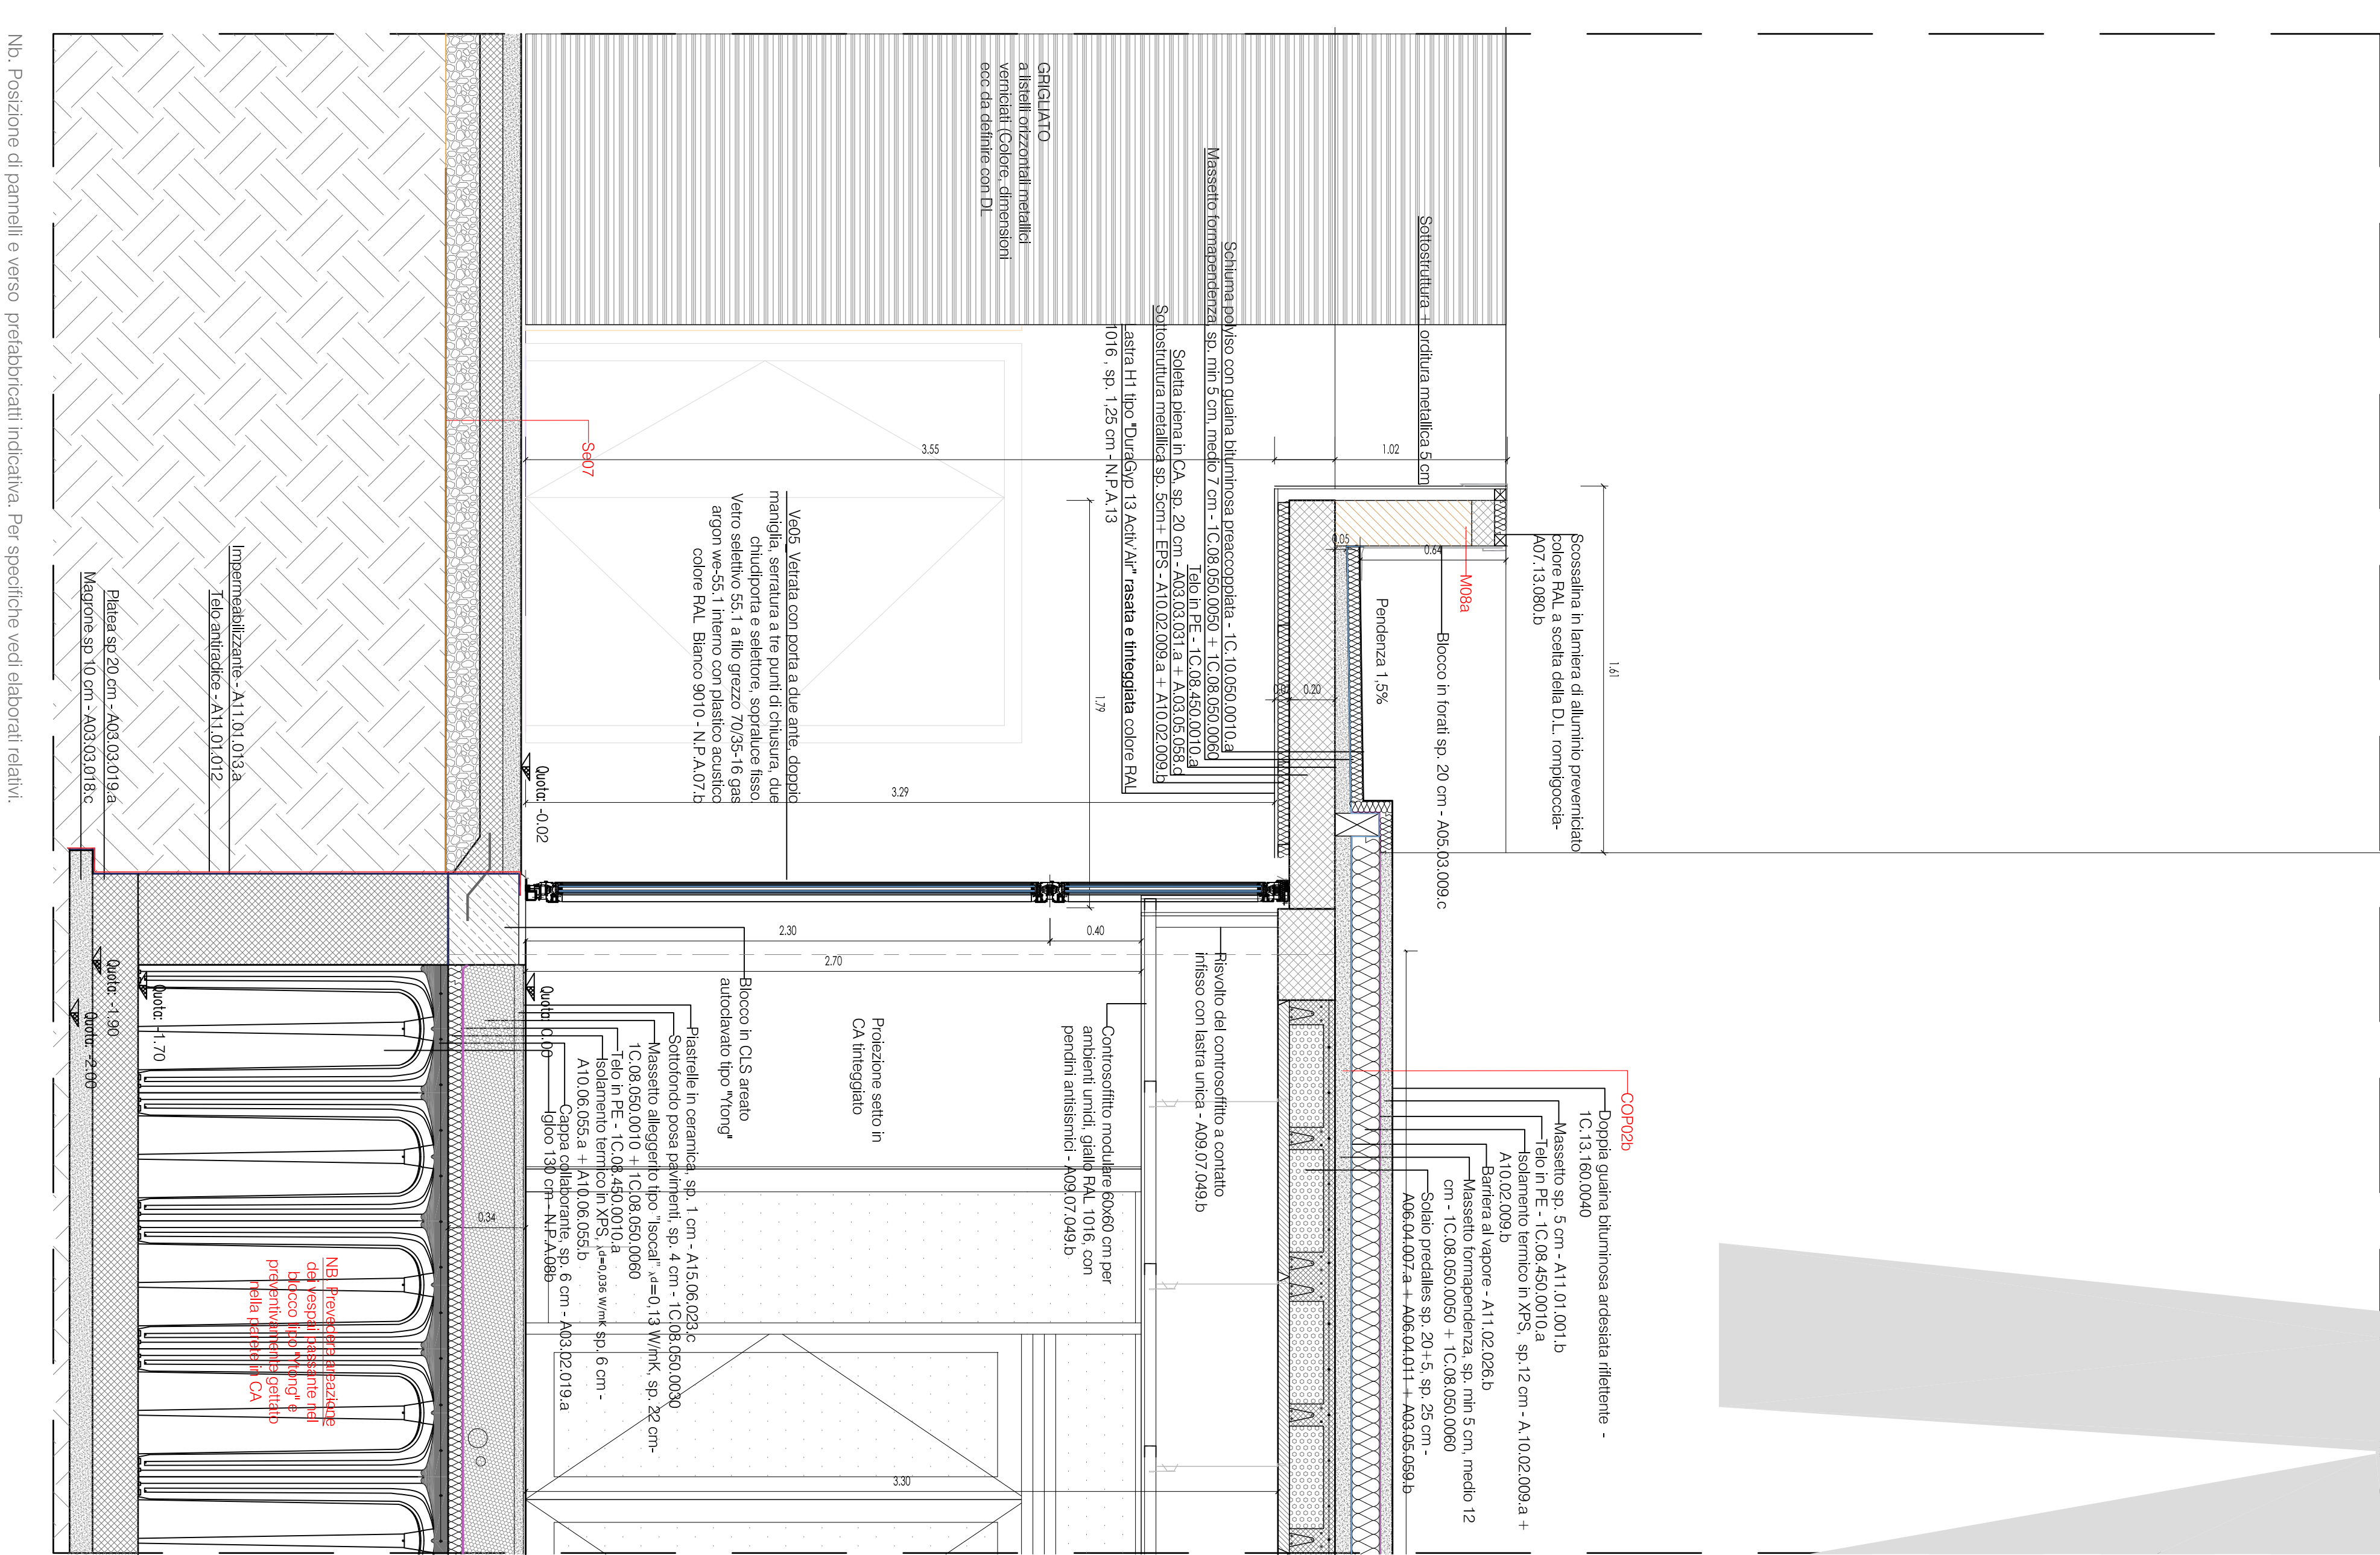 Scossalina in lamiera di alluminio preverniciato
colore RAL a scelta della D.L. rompigoccia-
A07.13.080.b
1.61
COP02b
Doppia guaina bituminosa ardesiata riflettente -
1C.13.160.0040
Massetto sp. 5 cm - A11.01.001.b
Telo in PE - 1C.08.450.0010.a
Isolamento termico in XPS, sp.12 cm - A.10.02.009.a +
A10.02.009.b
Barriera al vapore - A11.02.026.b
Massetto formapendenza, sp. min 5 cm, medio 12
cm - 1C.08.050.0050 + 1C.08.050.0060
Solaio predalles sp. 20+5, sp. 25 cm -
A06.04.007.a + A06.04.011 + A03.05.059.b
M08a
Blocco in forati sp. 20 cm - A05.03.009.c
Pendenza 1,5%
Sottostruttura + orditura metallica 5 cm
1.02
0.64
0.05
0.20
Schiuma polyiso con guaina bituminosa preaccoppiata - 1C.10.050.0010.a
Massetto formapendenza, sp. min 5 cm, medio 7 cm - 1C.08.050.0050 + 1C.08.050.0060
Telo in PE - 1C.08.450.0010.a
Soletta piena in CA, sp. 20 cm - A03.03.031.a + A.03.05.058.d
Sottostruttura metallica sp. 5cm+ EPS - A10.02.009.a + A10.02.009.b
Lastra H1 tipo "DuraGyp 13 Activ'Air" rasata e tinteggiata colore RAL
1016 , sp. 1,25 cm - N.P.A.13
GRIGLIATO
a listelli orizzontali metallici
verniciati (Colore, dimensioni
ecc da definire con DL
3.55
1.79
3.29
Risvolto del controsoffitto a contatto
infisso con lastra unica - A09.07.049.b
Controsoffitto modulare 60x60 cm per
ambienti umidi, giallo RAL 1016, con
pendini antisismici - A09.07.049.b
2.30
0.40
2.70
3.30
Proiezione setto in
CA tinteggiato
Ve05_Vetrata con porta a due ante, doppio
maniglia, serratura a tre punti di chiusura, due
chiudiporta e selettore, sopraluce fisso.
Vetro selettivo 55.1 a filo grezzo 70/35-16 gas
argon we-55.1 interno con plastico acustico
colore RAL  Bianco 9010 - N.P.A.07.b
Blocco in CLS areato
autoclavato tipo "Ytong"
Piastrelle in ceramica, sp. 1 cm - A15.06.023.c
Sottofondo posa pavimenti, sp. 4 cm - 1C.08.050.0030
Massetto alleggerito tipo "Isocal" λd=0,13 W/mK, sp. 22 cm-
1C.08.050.0010 + 1C.08.050.0060
Telo in PE - 1C.08.450.0010.a
Isolamento termico in XPS, λd=0,036 W/mK sp. 6 cm -
A10.06.055.a + A10.06.055.b
Cappa collaborante, sp. 6 cm - A03.02.019.a
Igloo 130 cm - N.P.A.08b
Se07
Quota: -0.02
Quota: 0.00
0.34
NB. Prevedere areazione
dei vespai passante nel
blocco tipo "Ytong" e
preventivamente gettato
nella parete in CA
Impermeabilizzante - A11.01.013.a
Telo antiradice - A11.01.012
Platea sp 20 cm - A03.03.019.a
Magrone sp 10 cm - A03.03.018.c
Quota: -1.70
Quota: -1.90
Quota: -2.00
Nb. Posizione di pannelli e verso  prefabbricatti indicativa. Per specifiche vedi elaborati relativi.